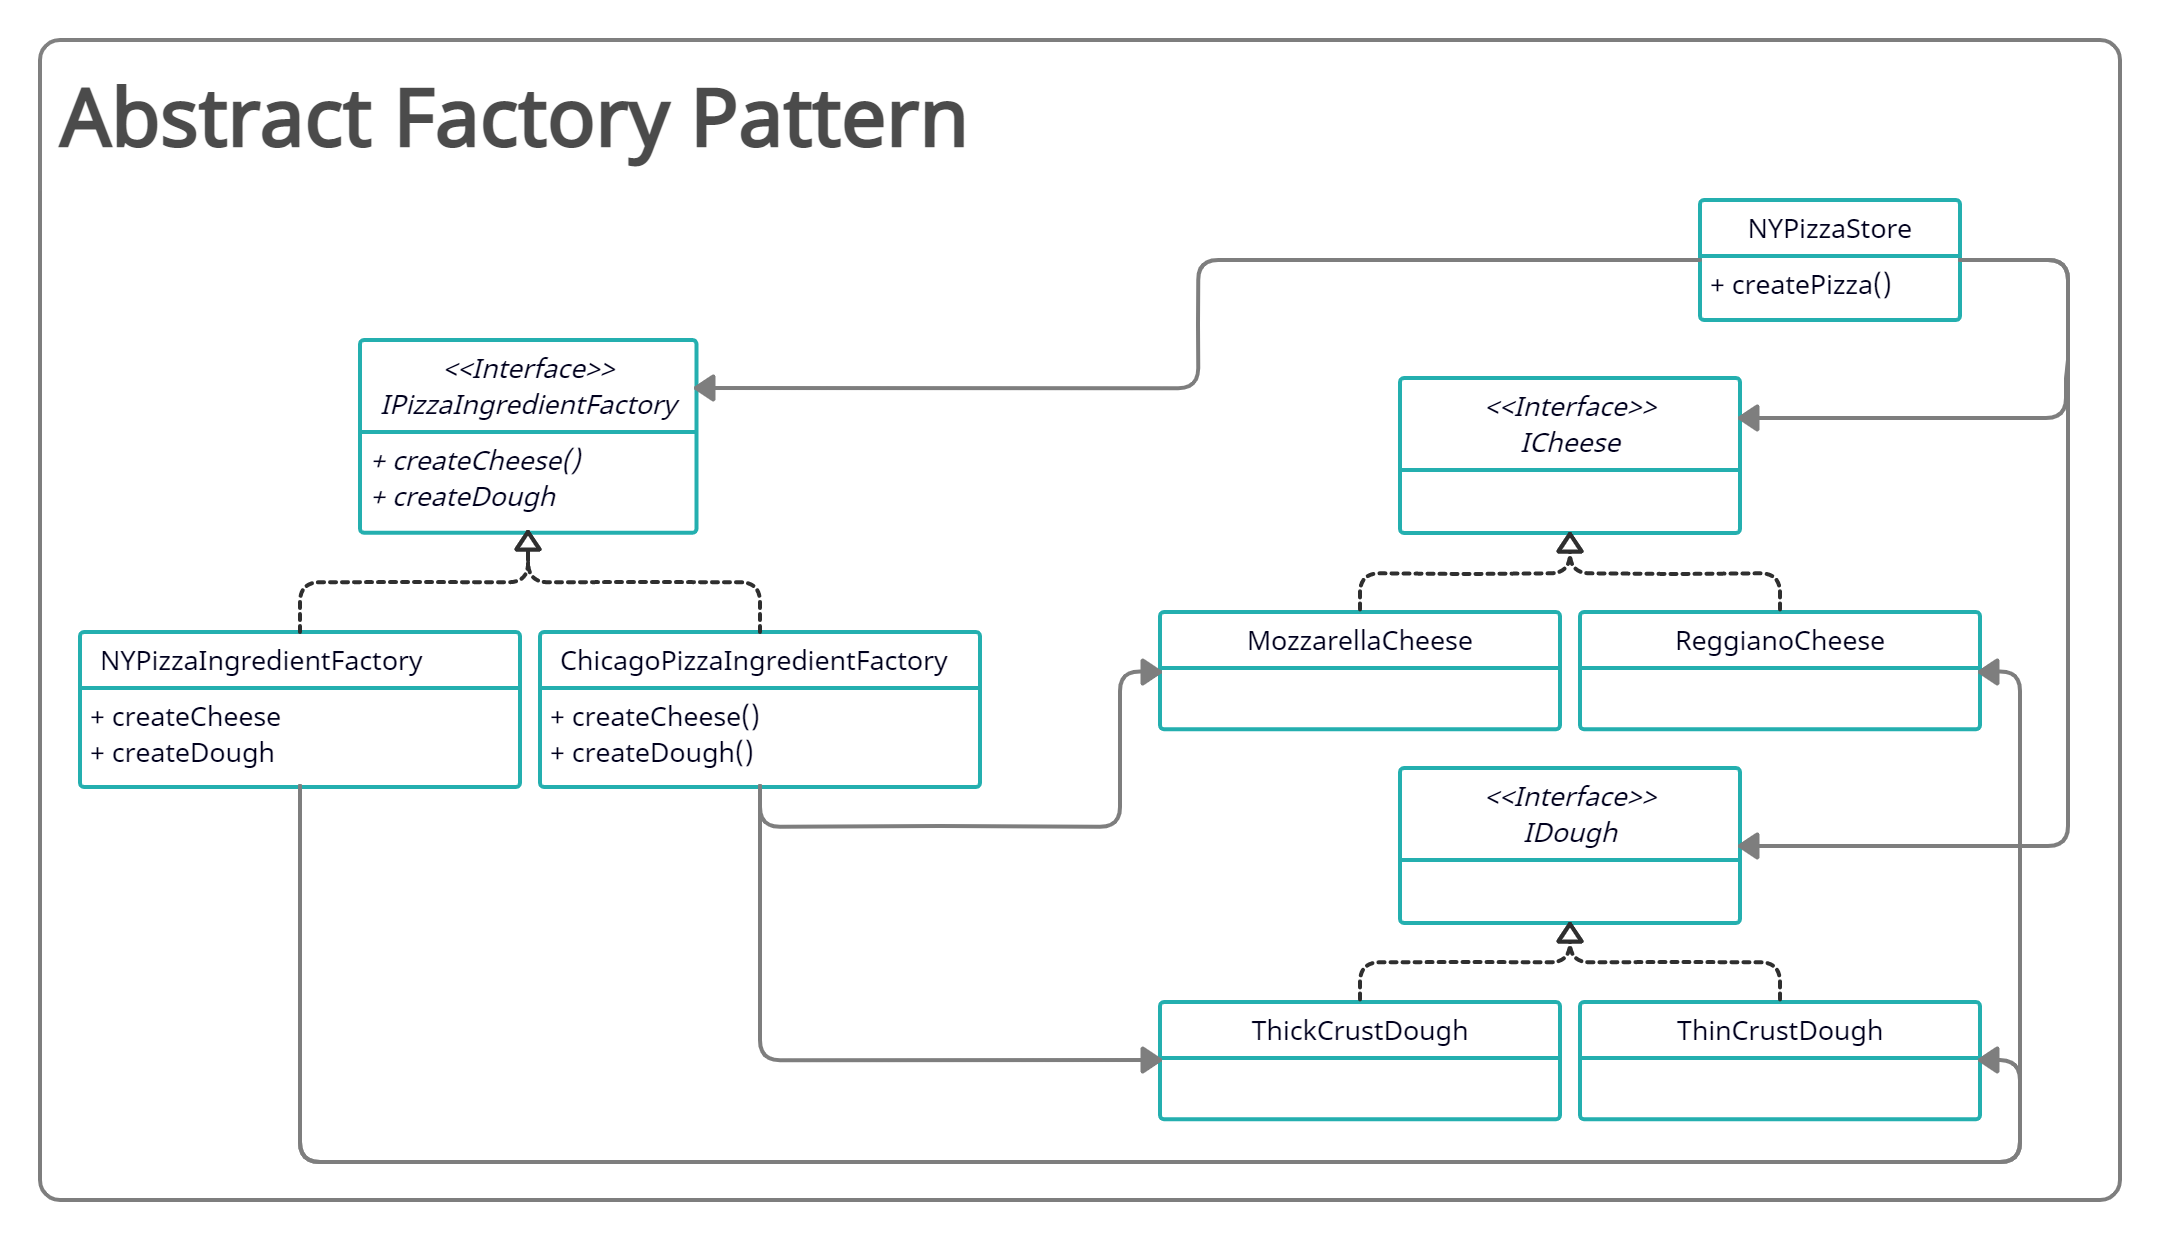 Abstract Factory Pattern
NYPizzaStore
+ createPizza()
<<Interface>>
IPizzaIngredientFactory
+ createCheese()
+ createDough
<<Interface>>
ICheese
NYPizzaIngredientFactory
+ createCheese
+ createDough
ChicagoPizzaIngredientFactory
+ createCheese()
+ createDough()
MozzarellaCheese
ReggianoCheese
<<Interface>>
IDough
ThickCrustDough
ThinCrustDough